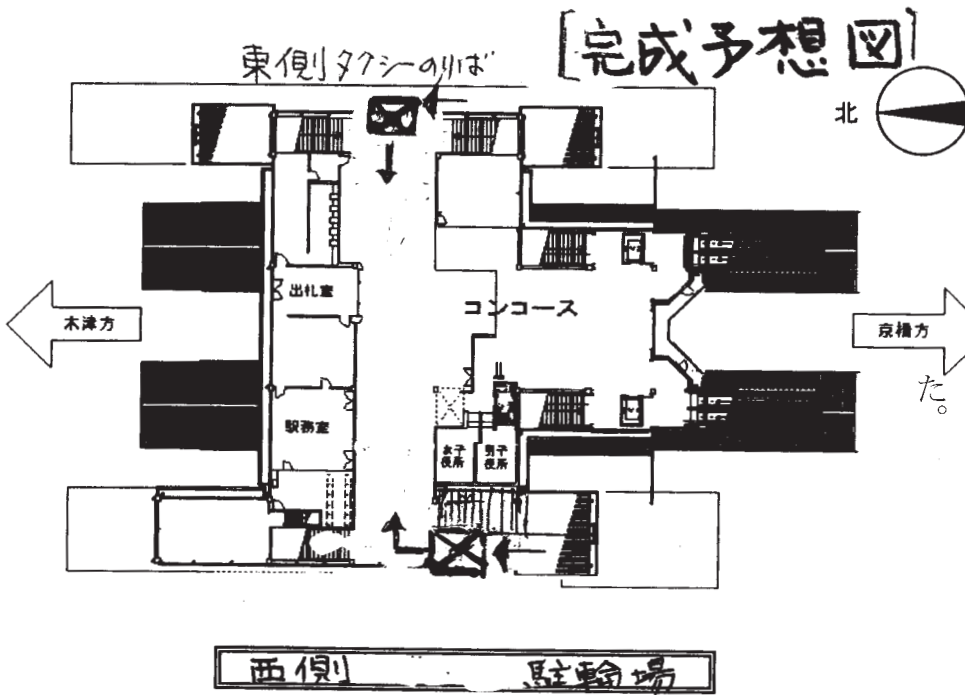 [完成予想図]
東側タクシーのりば
北
出札室
コンコース
木津方
京橋方
た。
駅務室
女子
便所
男子
便所
西側 駐輪場